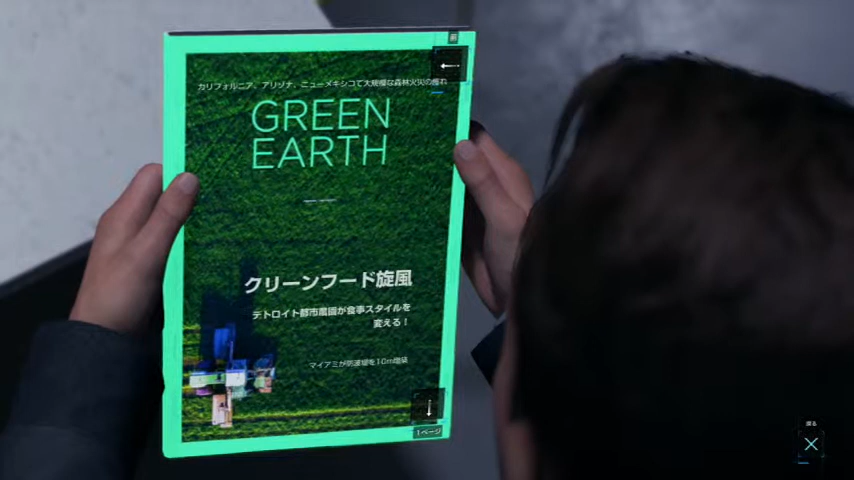 前
カリフォルニア、アリゾナ、ニューメキシコで大規模な森林火災の恐れ
GREEN
EARTH
クリーンフード旋風
デトロイト都市農園が食事スタイルを
変える！
マイアミが防波堤を10m増築
1ページ
戻る